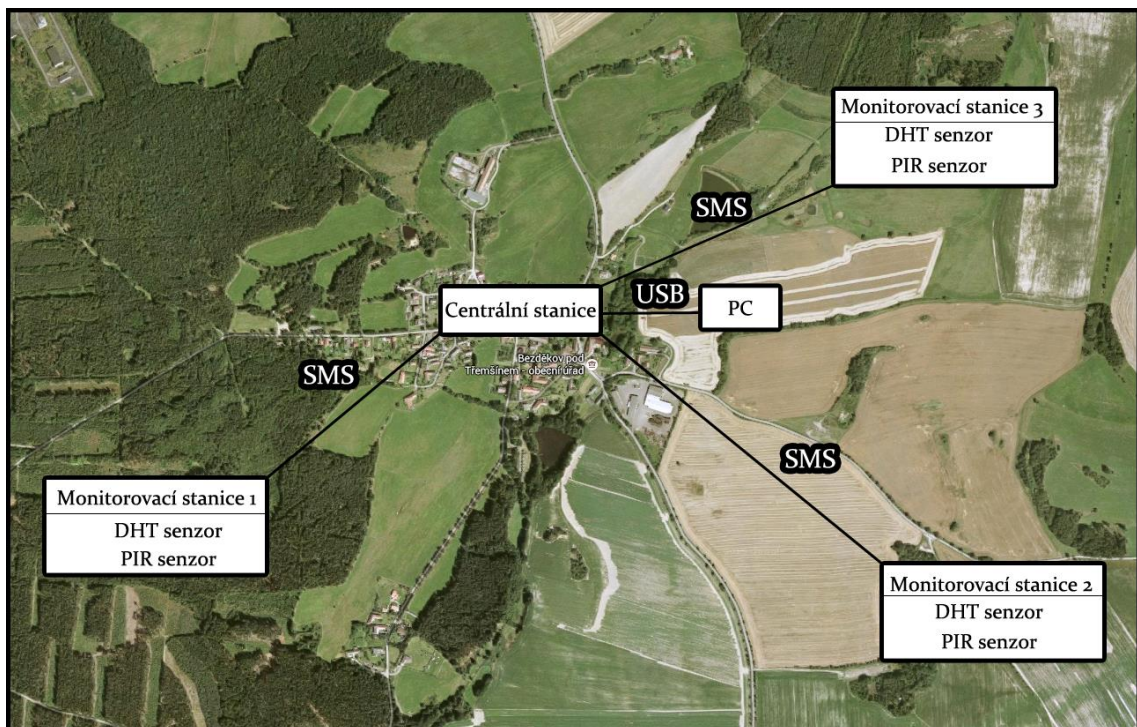 Monitorovací stanice 3
DHT senzor
PIR senzor
SMS
USB
Centrální stanice
PC
Bezděkov pod
Třemšínem - obecní úřad
SMS
SMS
Monitorovací stanice 1
DHT senzor
PIR senzor
Monitorovací stanice 2
DHT senzor
PIR senzor